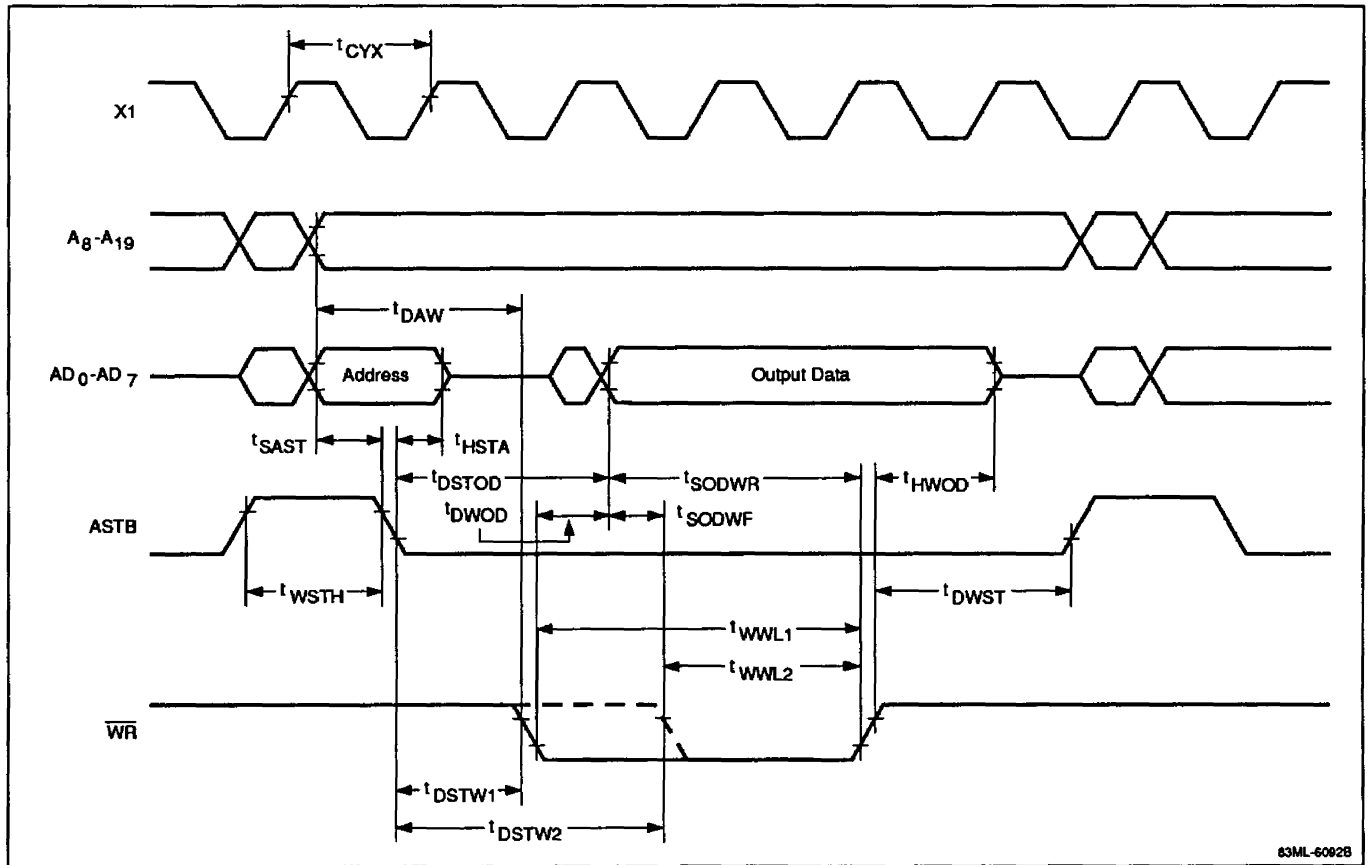 tCYX
X1
A8-A19
tDAW
AD0-AD7
Address
Output Data
tSAST
tHSTA
tDSTOD
tSODWR
tHWOD
tDWOD
tSODWF
ASTB
tWSTH
tDWST
tWWL1
tWWL2
WR
tDSTW1
tDSTW2
83ML-6092B